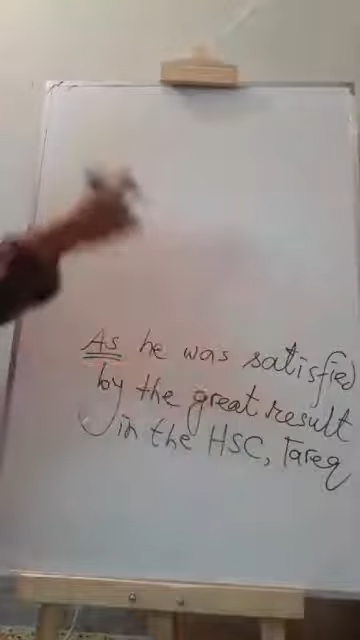 As he was satisfied
by the great result
in the HSC, Tareq